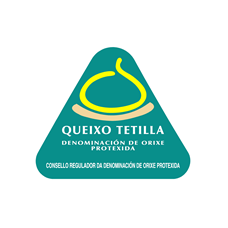 QUEIXO TETILLA
DENOMINACIÓN DE ORIXE
PROTEXIDA
CONSELLO REGULADOR DA DENOMINACIÓN DE ORIXE PROTEXIDA